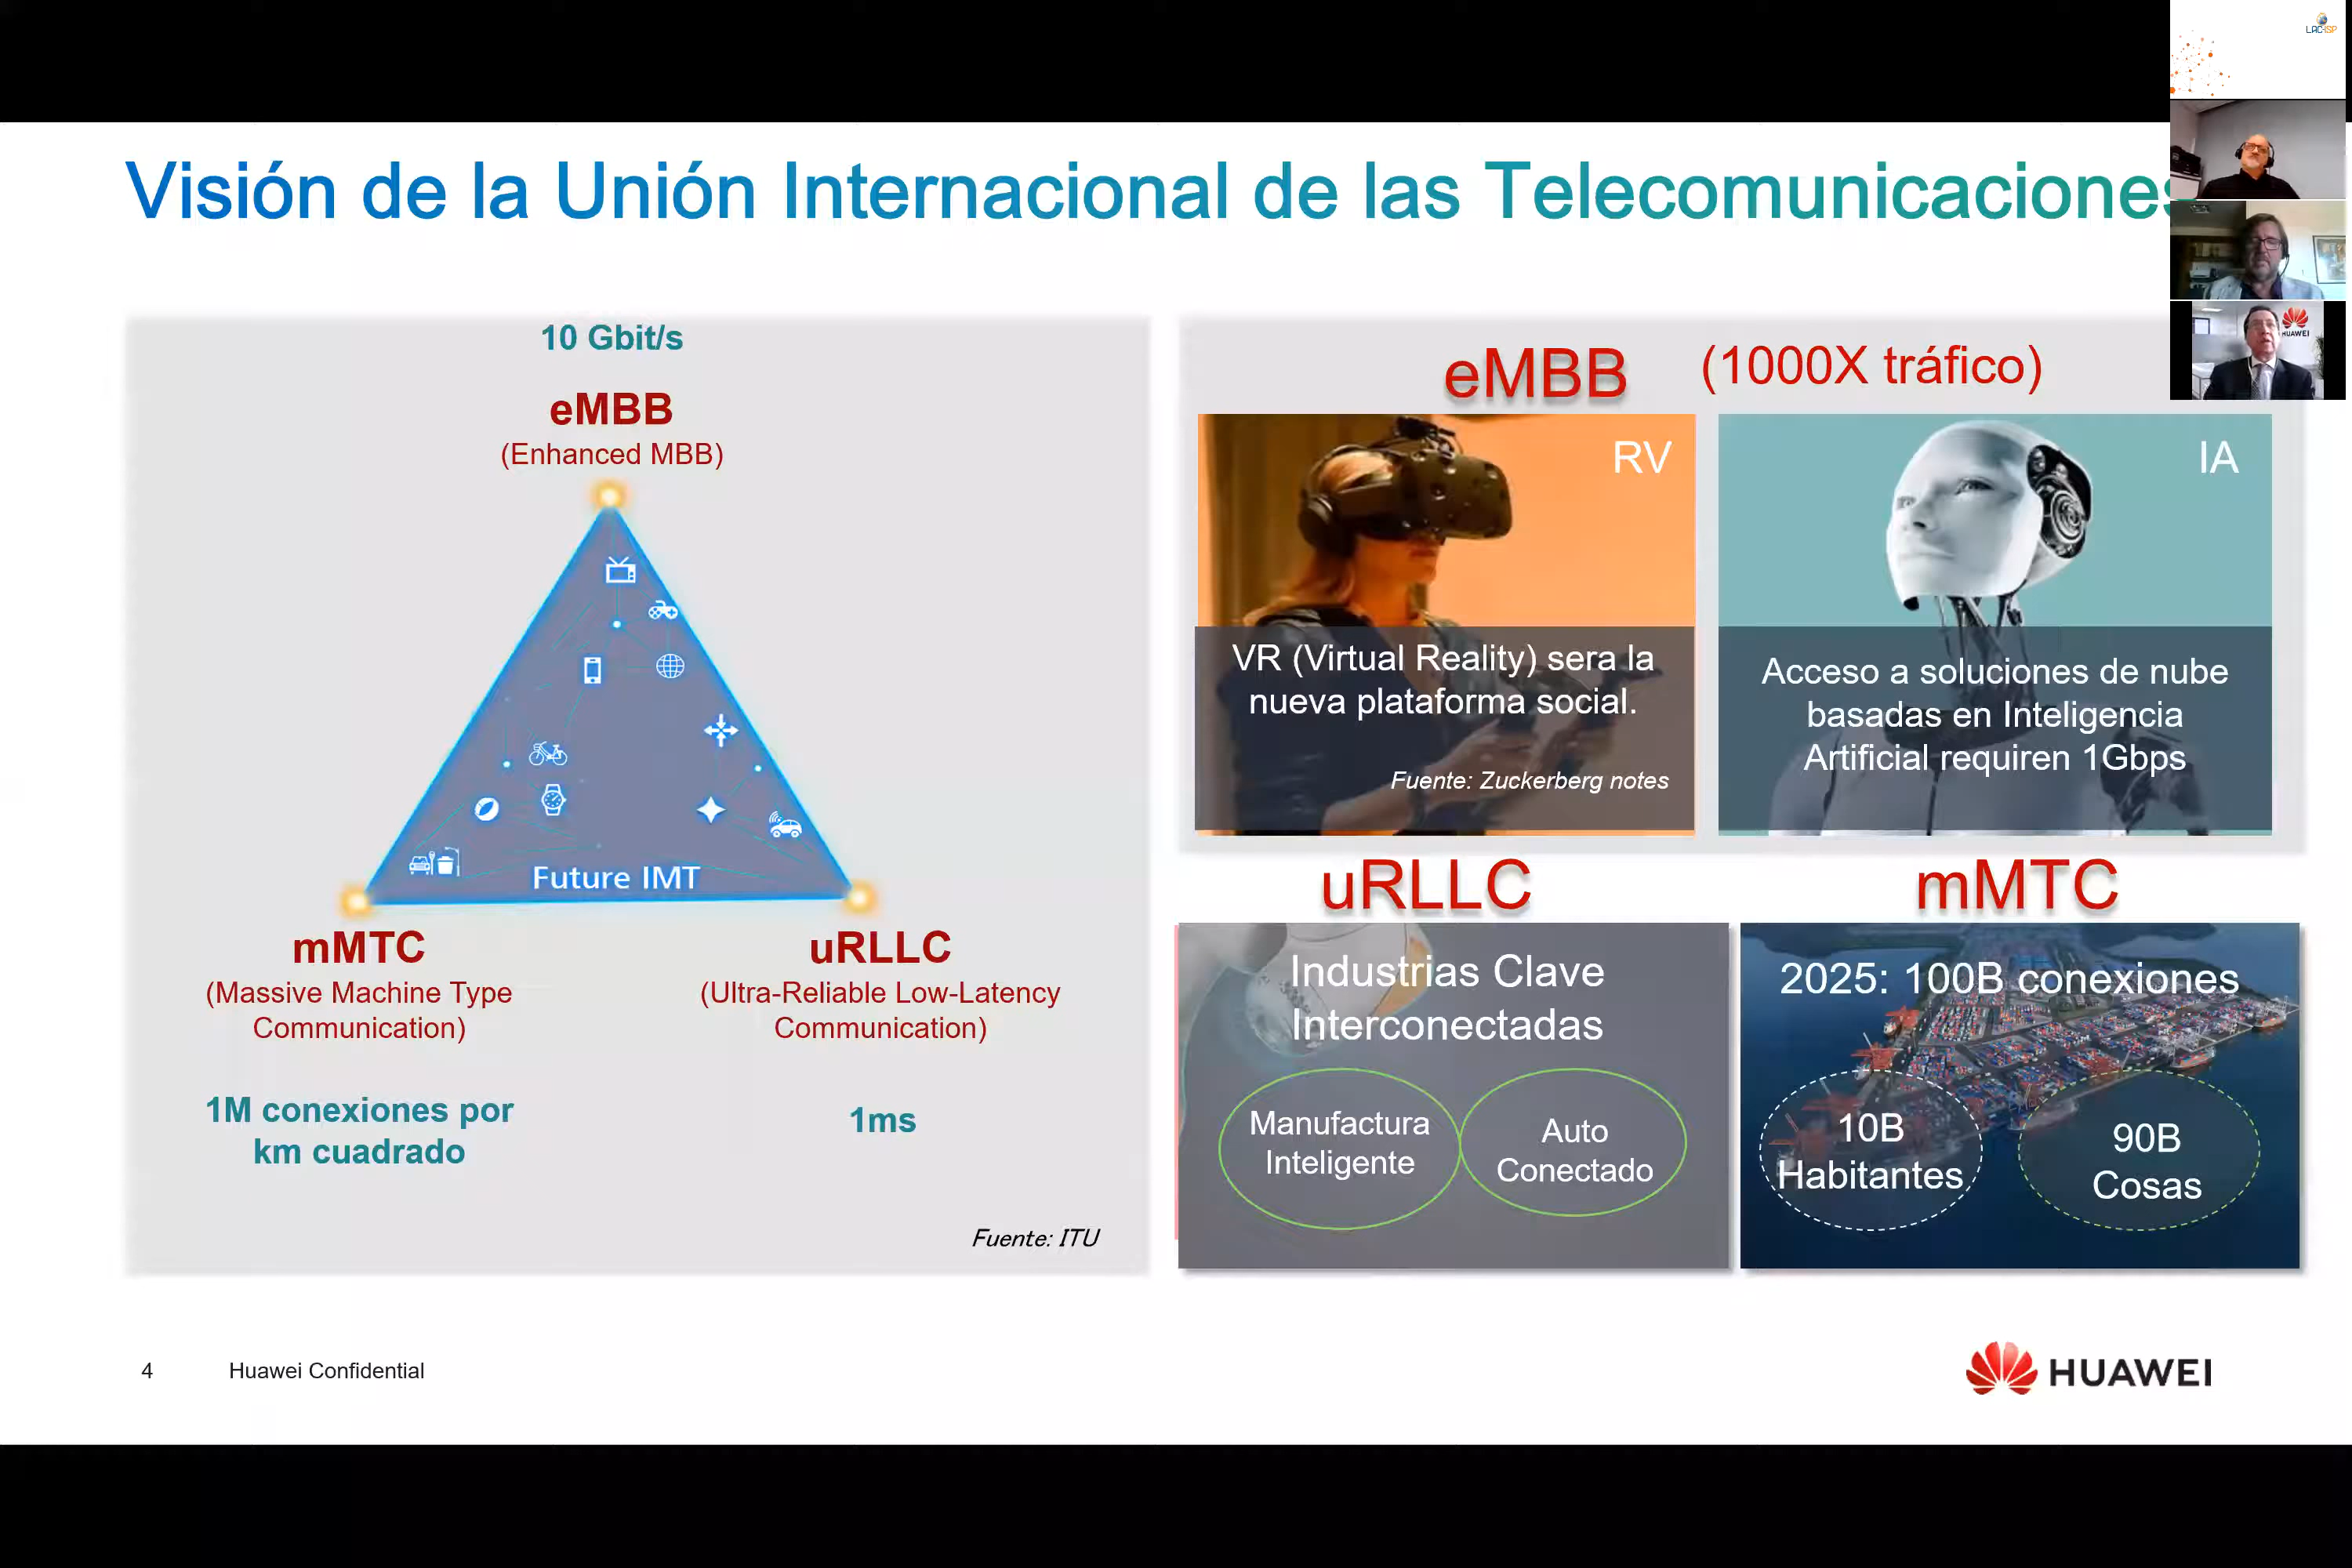 LAC-ISP
Visión de la Unión Internacional de las Telecomunicaciones
HUAWEI
10 Gbit/s
eMBB
(Enhanced MBB)
Future IMT
mMTC
(Massive Machine Type
Communication)
1M conexiones por
km cuadrado
uRLLC
(Ultra-Reliable Low-Latency
Communication)
1ms
Fuente: ITU
eMBB (1000X tráfico)
RV
VR (Virtual Reality) sera la
nueva plataforma social.
Fuente: Zuckerberg notes
IA
Acceso a soluciones de nube
basadas en Inteligencia
Artificial requiren 1Gbps
uRLLC
Industrias Clave
Interconectadas
Manufactura
Inteligente
Auto
Conectado
mMTC
2025: 100B conexiones
10B
Habitantes
90B
Cosas
4 Huawei Confidential
HUAWEI